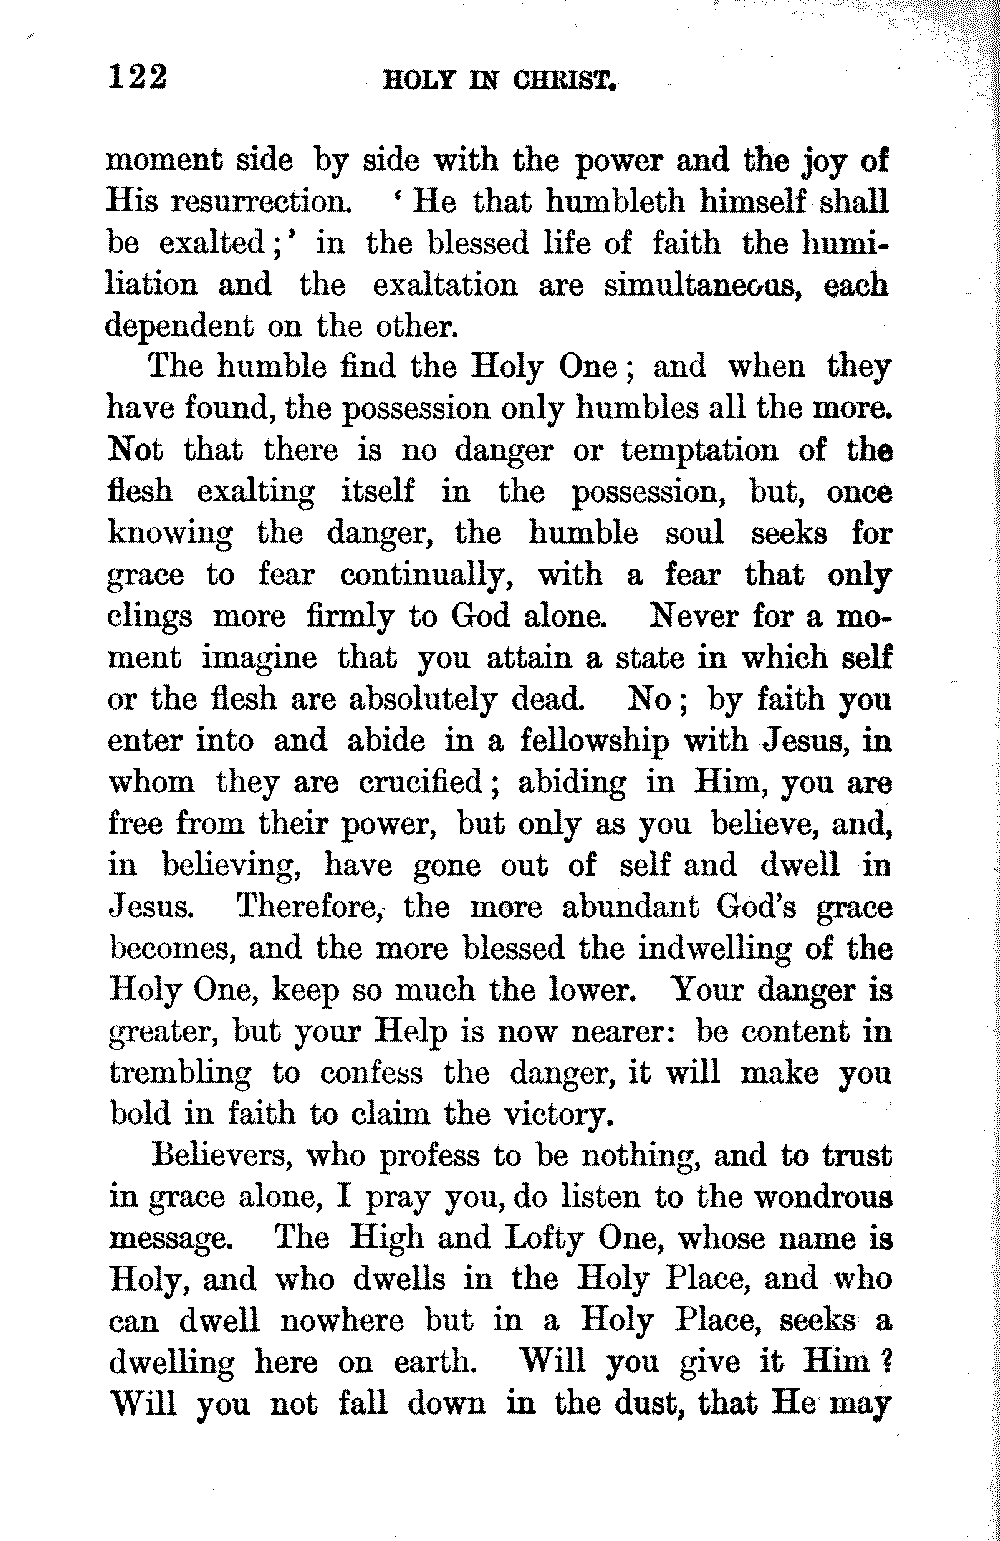 122 HOLY IN CHRIST.
moment side by side with the power and the joy of
His resurrection. ‘ He that humbleth himself shall
be exalted ;’ in the blessed life of faith the humi-
liation and the exaltation are simultaneous, each
dependent on the other.
The humble find the Holy One ; and when they
have found, the possession only humbles all the more.
Not that there is no danger or temptation of the
flesh exalting itself in the possession, but, once
knowing the danger, the humble soul seeks for
grace to fear continually, with a fear that only
clings more firmly to God alone. Never for a mo-
ment imagine that you attain a state in which self
or the flesh are absolutely dead. No ; by faith you
enter into and abide in a fellowship with Jesus, in
whom they are crucified ; abiding in Him, you are
free from their power, but only as you believe, and,
in believing, have gone out of self and dwell in
Jesus. Therefore, the more abundant God's grace
becomes, and the more blessed the indwelling of the
Holy One, keep so much the lower. Your danger is
greater, but your Help is now nearer: be content in
trembling to confess the danger, it will make you
bold in faith to claim the victory.
Believers, who profess to be nothing, and to trust
in grace alone, I pray you, do listen to the wondrous
message. The High and Lofty One, whose name is
Holy, and who dwells in the Holy Place, and who
can dwell nowhere but in a Holy Place, seeks a
dwelling here on earth. Will you give it Him ?
Will you not fall down in the dust, that He may